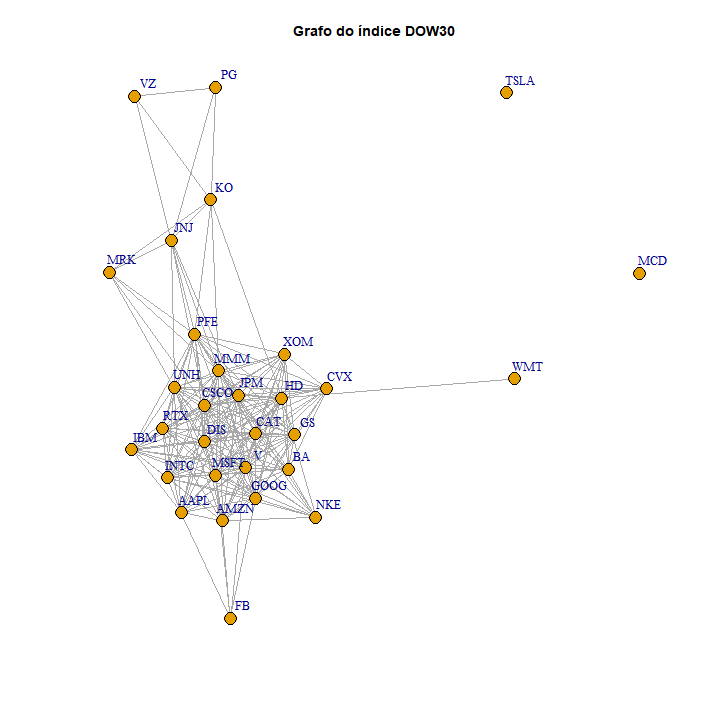 Grafo do índice DOW30
VZ
PG
TSLA
KO
JNJ
MRK
MCD
PFE
XOM
MMM
WMT
UNH
JPM
HD
CVX
CSCO
RTX
CAT
GS
IBM
DIS
V
BA
INTC
MSFT
GOOG
AAPL
AMZN
NKE
FB